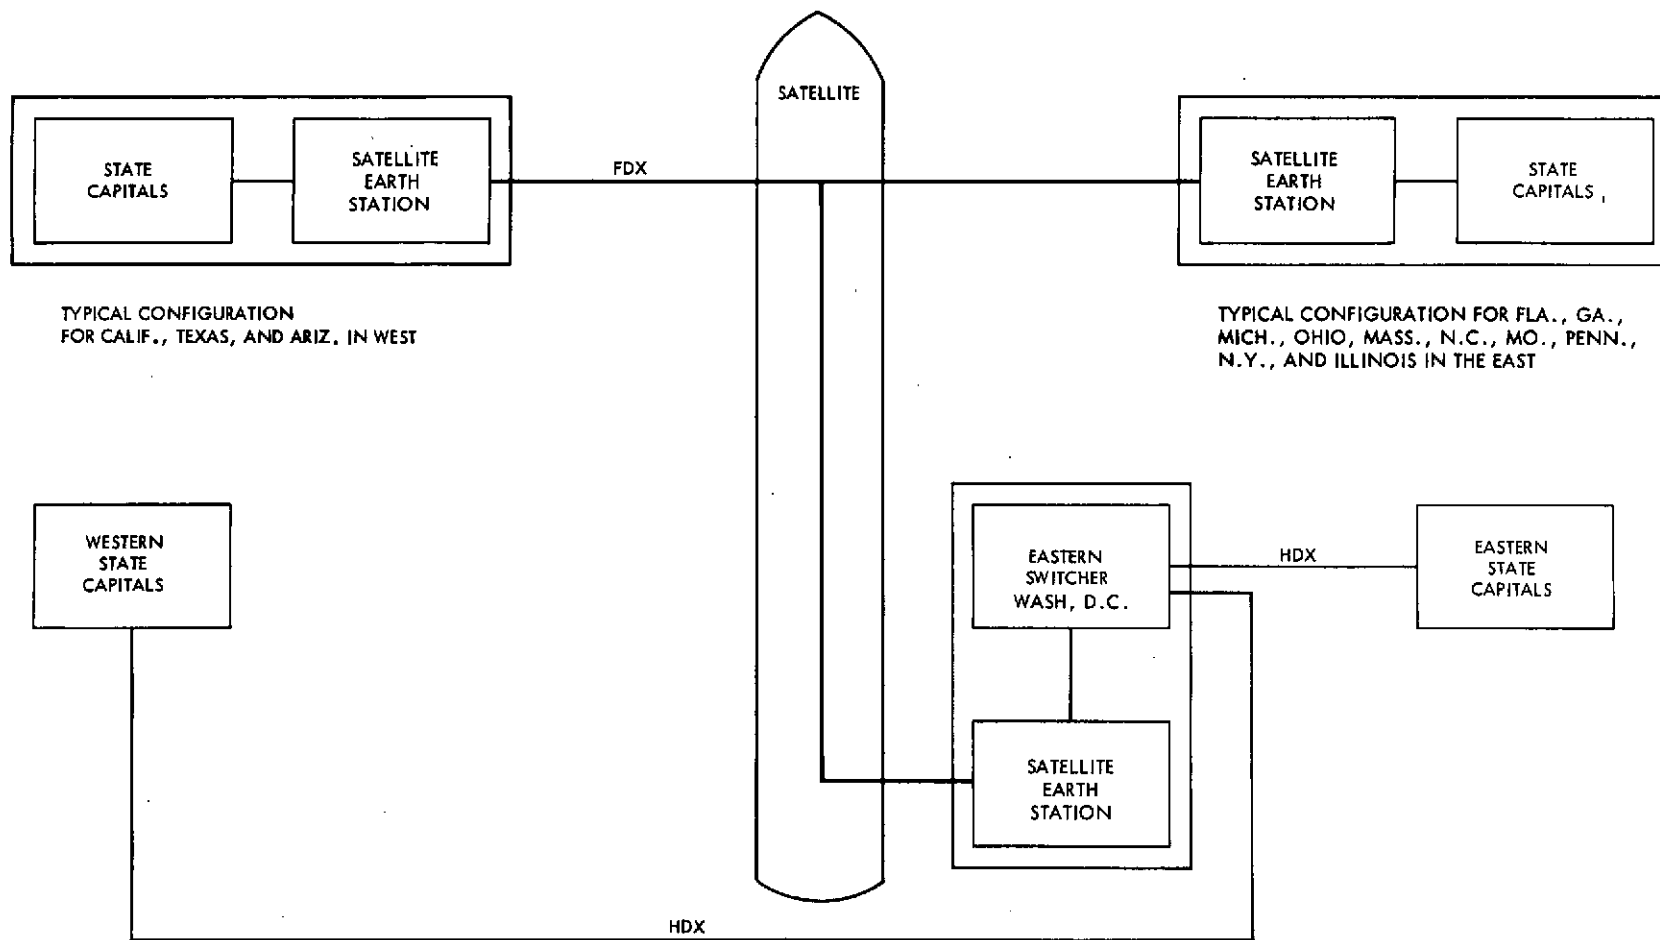 SATELLITE
STATE
CAPITALS
SATELLITE
EARTH
STATION
FDX
SATELLITE
EARTH
STATION
STATE
CAPITALS
TYPICAL CONFIGURATION
FOR CALIF., TEXAS, AND ARIZ. IN WEST
TYPICAL CONFIGURATION FOR FLA., GA.,
MICH., OHIO, MASS., N.C., MO., PENN.,
N.Y., AND ILLINOIS IN THE EAST
WESTERN
STATE
CAPITALS
EASTERN
SWITCHER
WASH, D.C.
HDX
EASTERN
STATE
CAPITALS
SATELLITE
EARTH
STATION
HDX